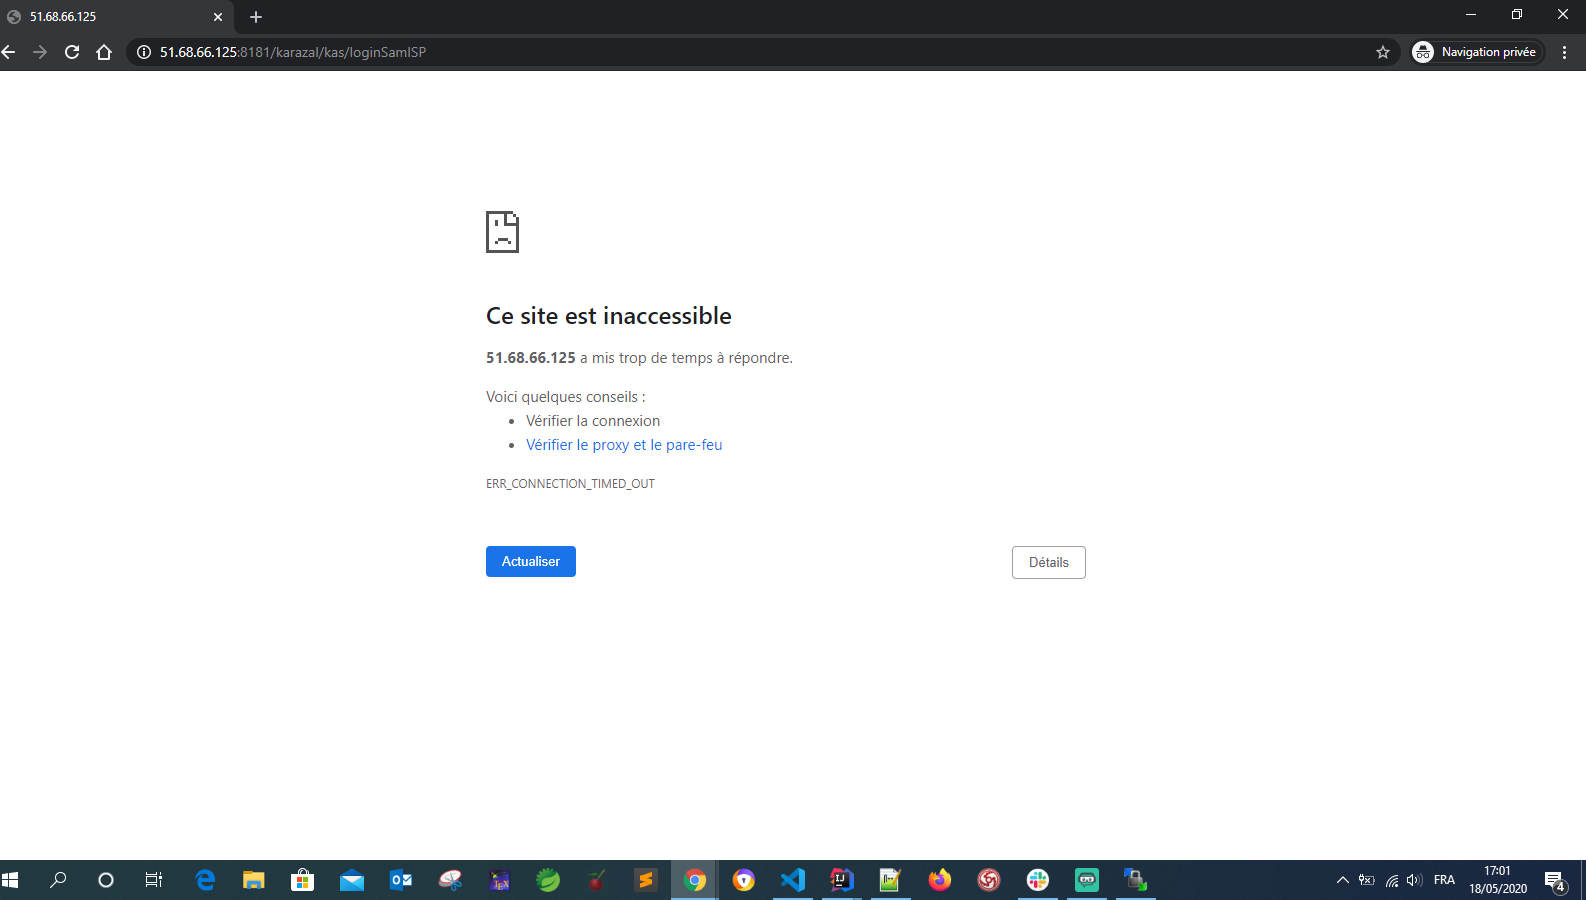 51.68.66.125
51.68.66.125:8181/karazal/kas/loginSamISP
Navigation privée
Ce site est inaccessible
51.68.66.125 a mis trop de temps à répondre.
Voici quelques conseils :
Vérifier la connexion
Vérifier le proxy et le pare-feu
ERR_CONNECTION_TIMED_OUT
Actualiser
Détails
FRA
17:01
18/05/2020
4